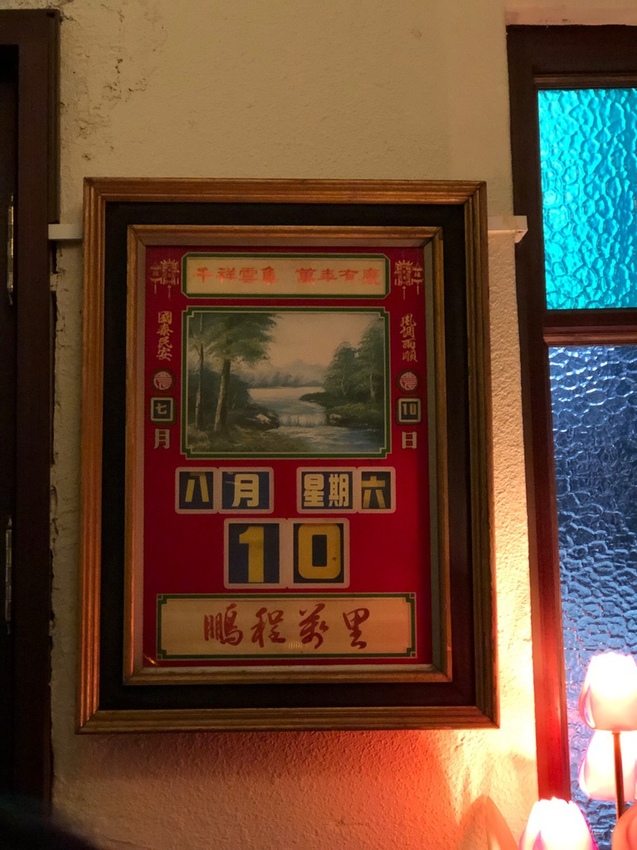 千祥雲集 萬年有慶
國泰民安
風調雨順
七月
10日
八月 星期六
10
鵬程萬里